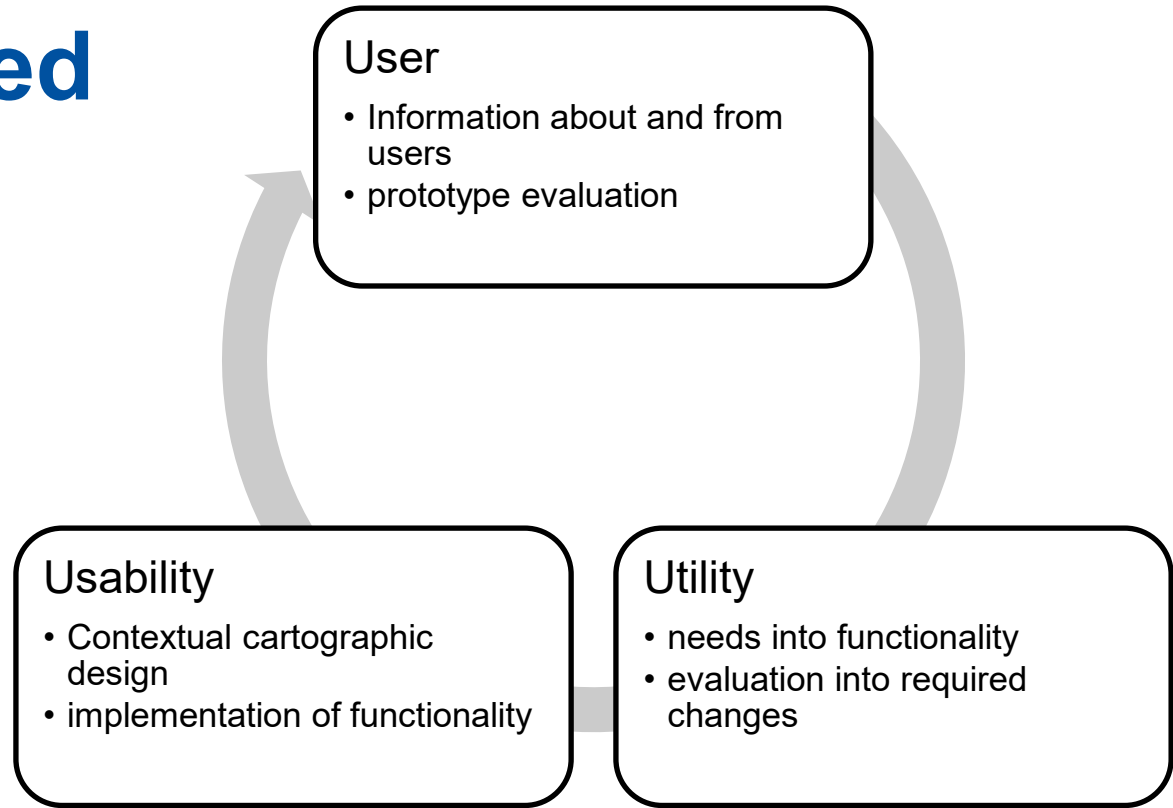 ed
User
• Information about and from
users
• prototype evaluation
Usability
• Contextual cartographic
design
• implementation of functionality
Utility
• needs into functionality
• evaluation into required
changes